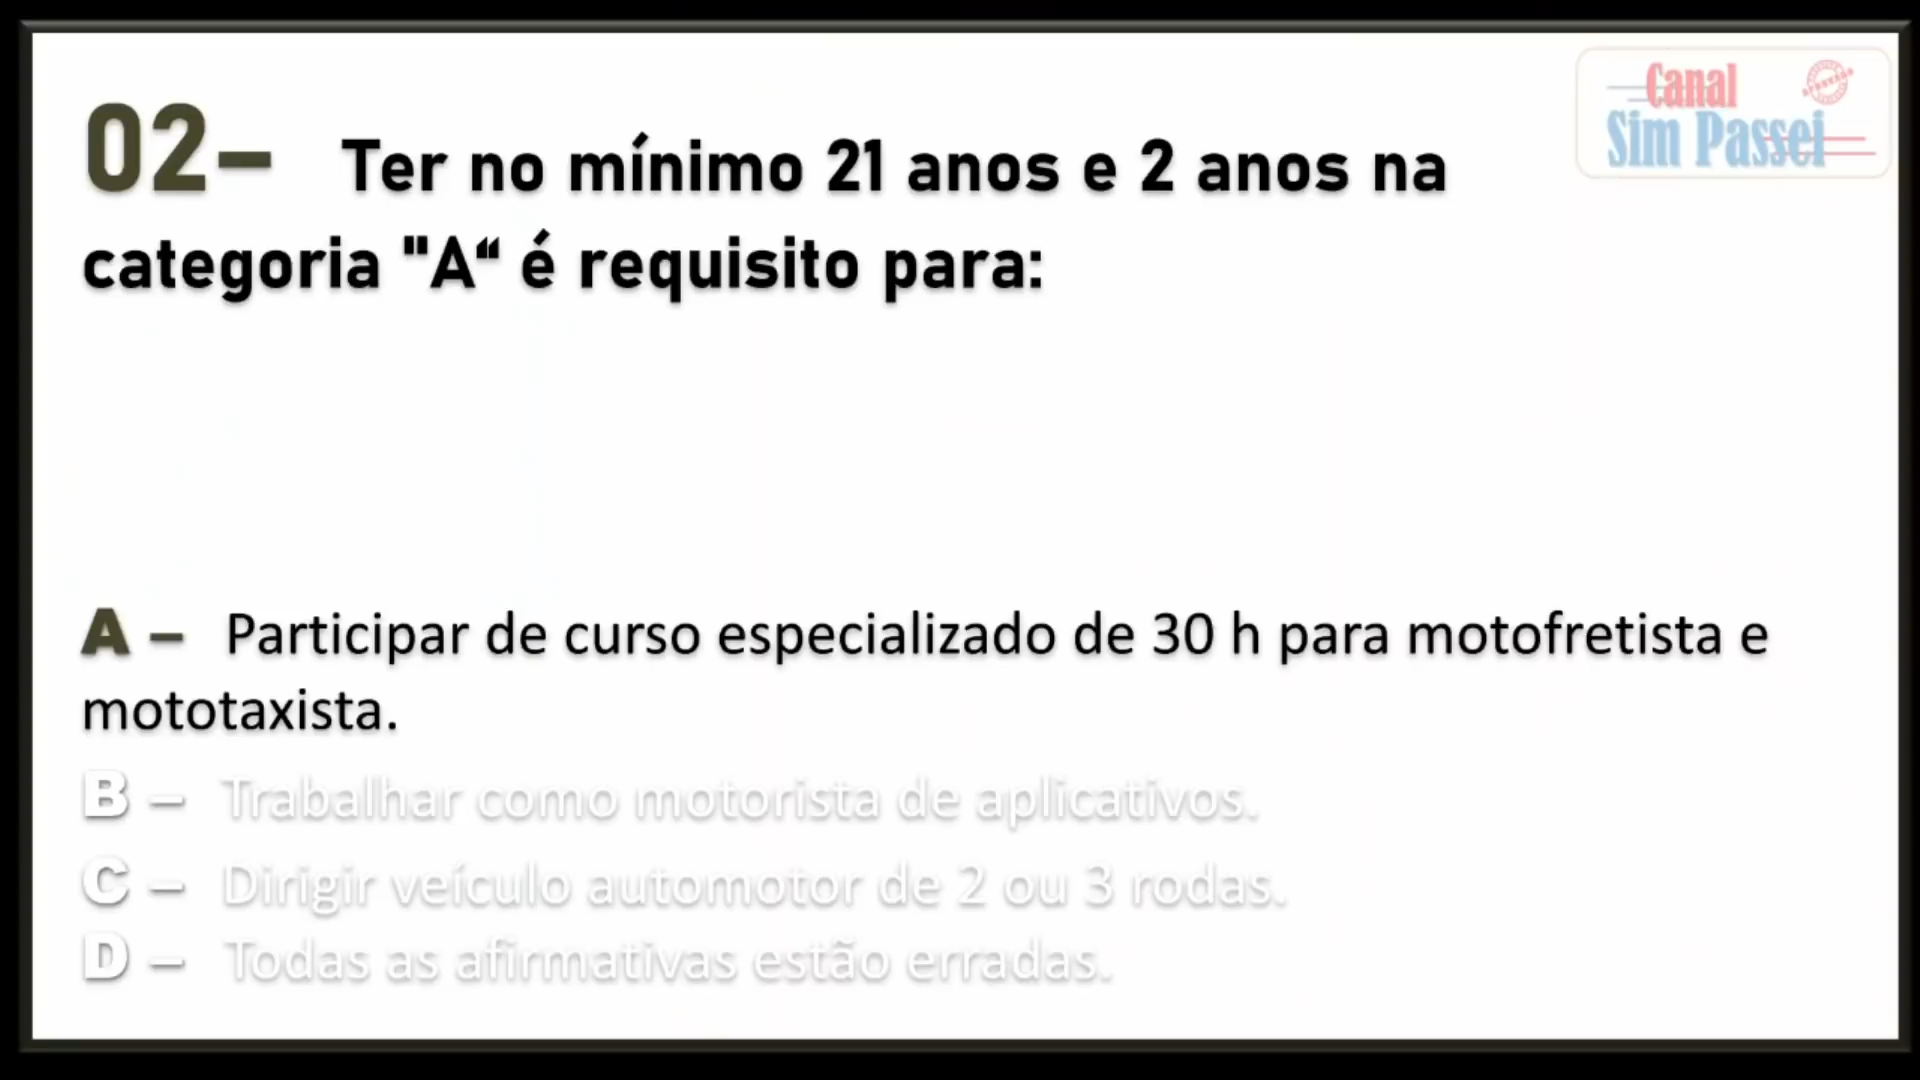 Canal
Sim Passei
02– Ter no mínimo 21 anos e 2 anos na
categoria "A“ é requisito para:
A – Participar de curso especializado de 30 h para motofretista e
mototaxista.
B – Trabalhar como motorista de aplicativos.
C – Dirigir veículo automotor de 2 ou 3 rodas.
D – Todas as afirmativas estão erradas.